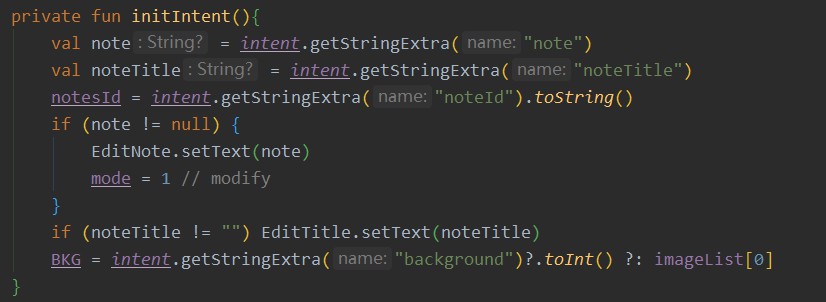 private fun initIntent(){
    val note : String? = intent.getStringExtra( name: "note")
    val noteTitle : String? = intent.getStringExtra( name: "noteTitle")
    notesId = intent.getStringExtra( name: "noteId").toString()
    if (note != null) {
        EditNote.setText(note)
        mode = 1 // modify
    }
    if (noteTitle != "") EditTitle.setText(noteTitle)
    BKG = intent.getStringExtra( name: "background")?.toInt() ?: imageList[0]
}